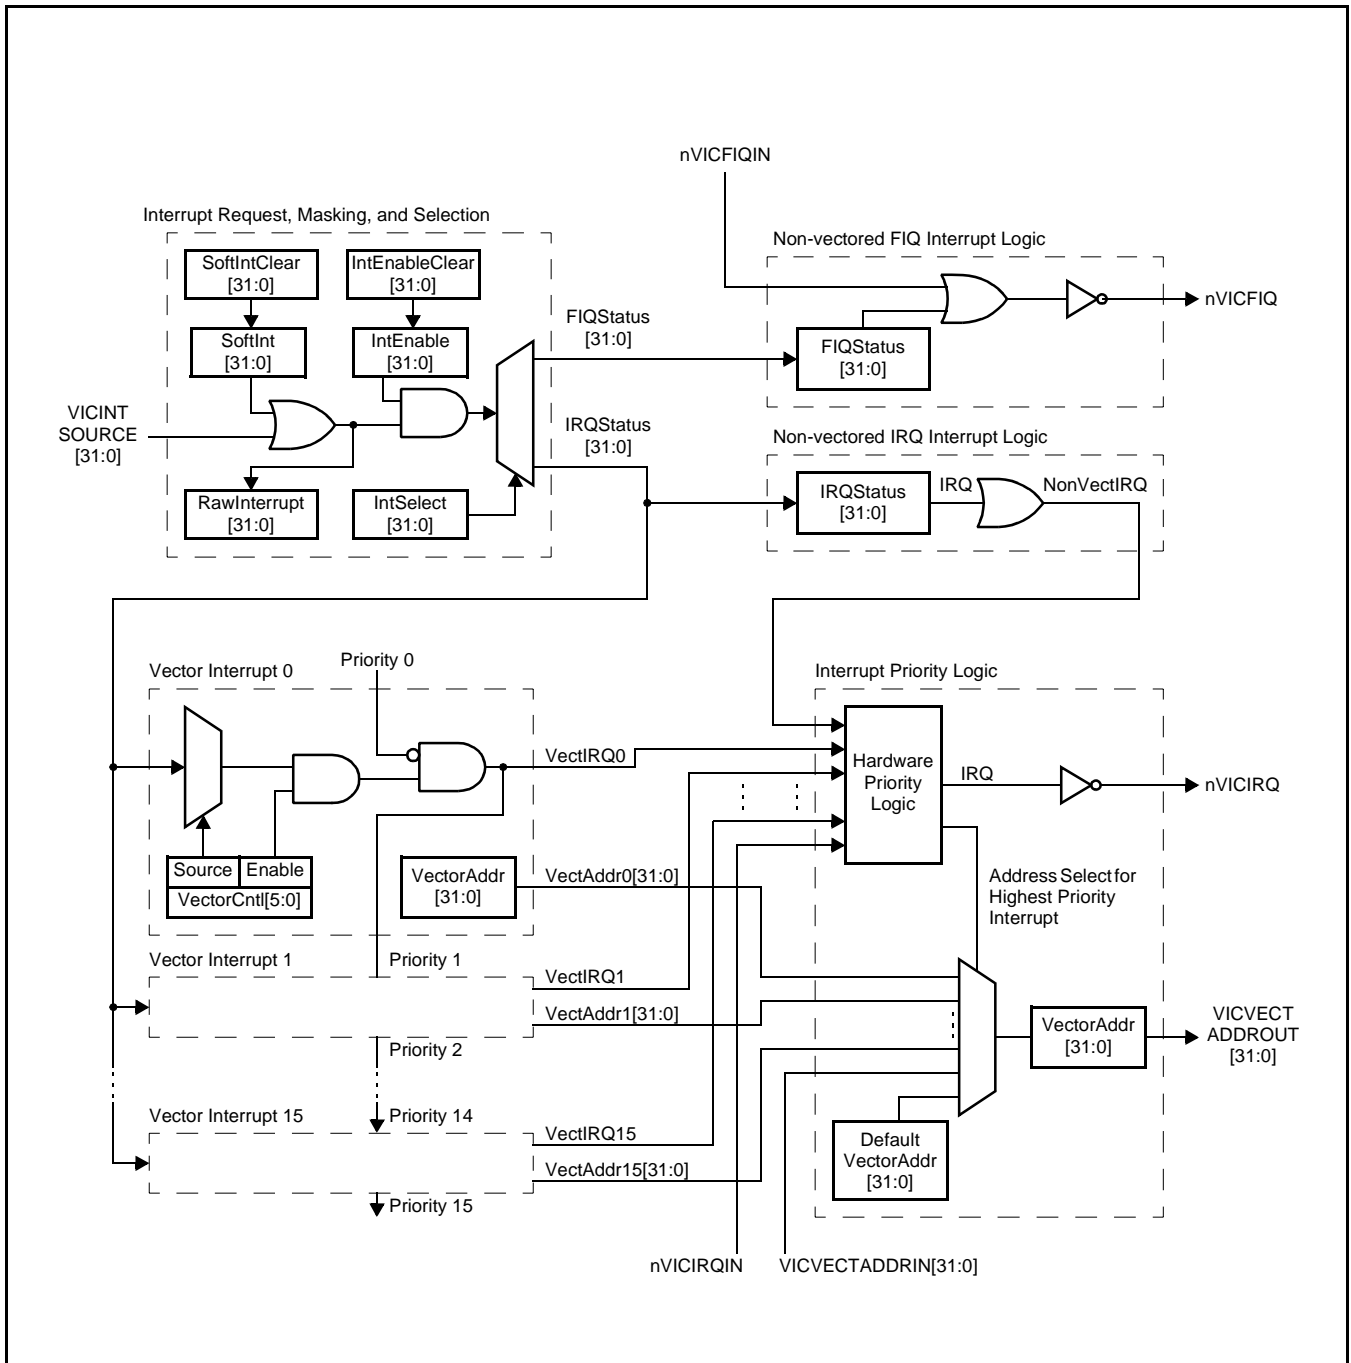 nVICFIQIN
Interrupt Request, Masking, and Selection
SoftIntClear
[31:0]
IntEnableClear
[31:0]
SoftInt
[31:0]
IntEnable
[31:0]
VICINT
SOURCE
[31:0]
RawInterrupt
[31:0]
IntSelect
[31:0]
FIQStatus
[31:0]
IRQStatus
[31:0]
Non-vectored FIQ Interrupt Logic
FIQStatus
[31:0]
nVICFIQ
Non-vectored IRQ Interrupt Logic
IRQStatus
[31:0]
IRQ
NonVectIRQ
Vector Interrupt 0
Priority 0
Source
Enable
VectorCntl[5:0]
VectorAddr
[31:0]
VectIRQ0
VectAddr0[31:0]
Vector Interrupt 1
Priority 1
VectIRQ1
VectAddr1[31:0]
Priority 2
Vector Interrupt 15
Priority 14
VectIRQ15
VectAddr15[31:0]
Priority 15
Interrupt Priority Logic
Hardware
Priority
Logic
IRQ
nVICIRQ
Address Select for
Highest Priority
Interrupt
VectorAddr
[31:0]
VICVECT
ADDROUT
[31:0]
Default
VectorAddr
[31:0]
nVICIRQIN
VICVECTADDRIN[31:0]